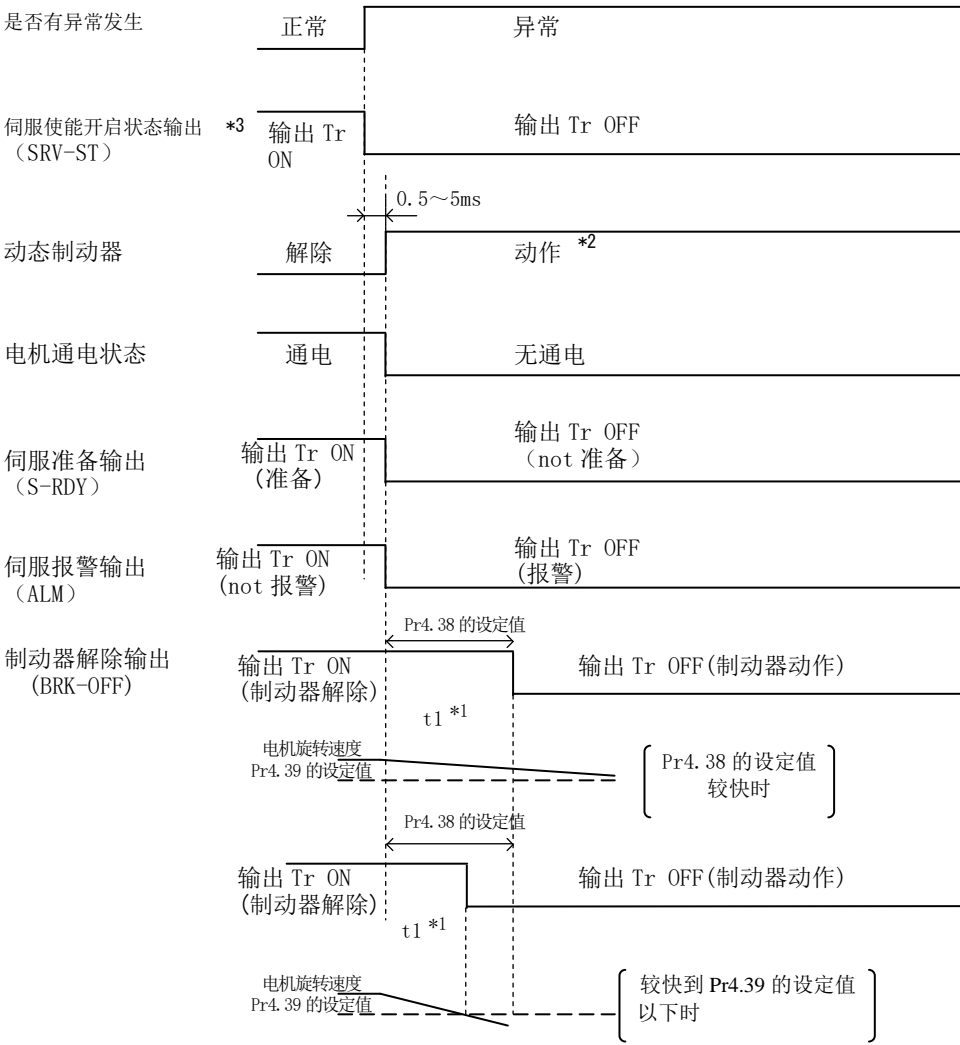 是否有异常发生
正常
异常
伺服使能开启状态输出 *3
（SRV-ST）
输出 Tr
ON
输出 Tr OFF
0.5～5ms
动态制动器
解除
动作 *2
电机通电状态
通电
无通电
伺服准备输出
（S-RDY）
输出 Tr ON
(准备)
输出 Tr OFF
（not 准备）
伺服报警输出
（ALM）
输出 Tr ON
(not 报警)
输出 Tr OFF
(报警)
Pr4.38 的设定值
制动器解除输出
(BRK-OFF)
输出 Tr ON
(制动器解除)
输出 Tr OFF(制动器动作)
t1 *1
电机旋转速度
Pr4.39 的设定值
Pr4.38 的设定值
较快时
Pr4.38 的设定值
输出 Tr ON
(制动器解除)
输出 Tr OFF(制动器动作)
t1 *1
电机旋转速度
Pr4.39 的设定值
较快到 Pr4.39 的设定值
以下时